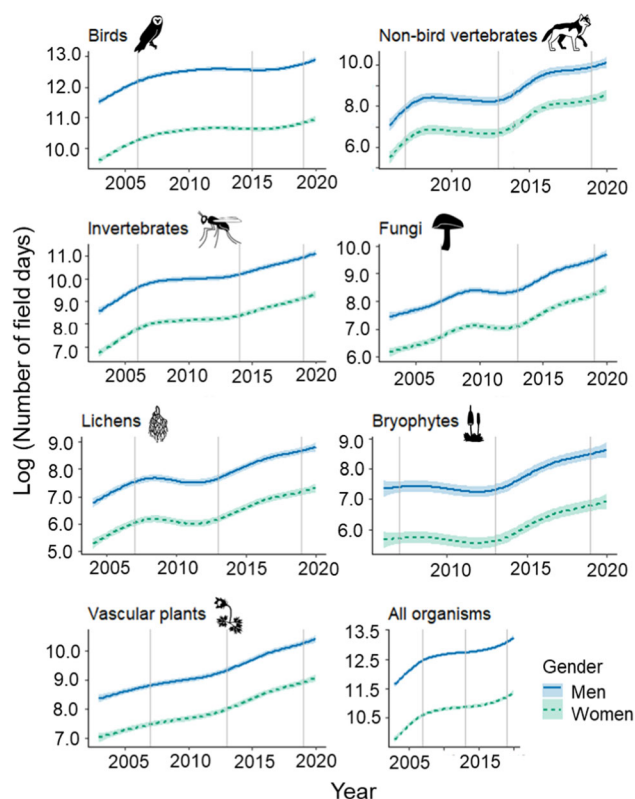 Birds
13.0
12.0
11.0
10.0
2005 2010 2015 2020
Non-bird vertebrates
10.0
8.0
6.0
2010 2015 2020
Invertebrates
11.0
10.0
9.0
8.0
7.0
2005 2010 2015 2020
Fungi
10.0
9.0
8.0
7.0
6.0
2005 2010 2015 2020
Lichens
9.0
8.0
7.0
6.0
5.0
2005 2010 2015 2020
Bryophytes
9.0
8.0
7.0
6.0
2010 2015 2020
Vascular plants
10.0
9.0
8.0
7.0
2005 2010 2015 2020
All organisms
13.5
12.5
11.5
10.5
2005 2015
Gender
Men
Women
Log (Number of field days)
Year